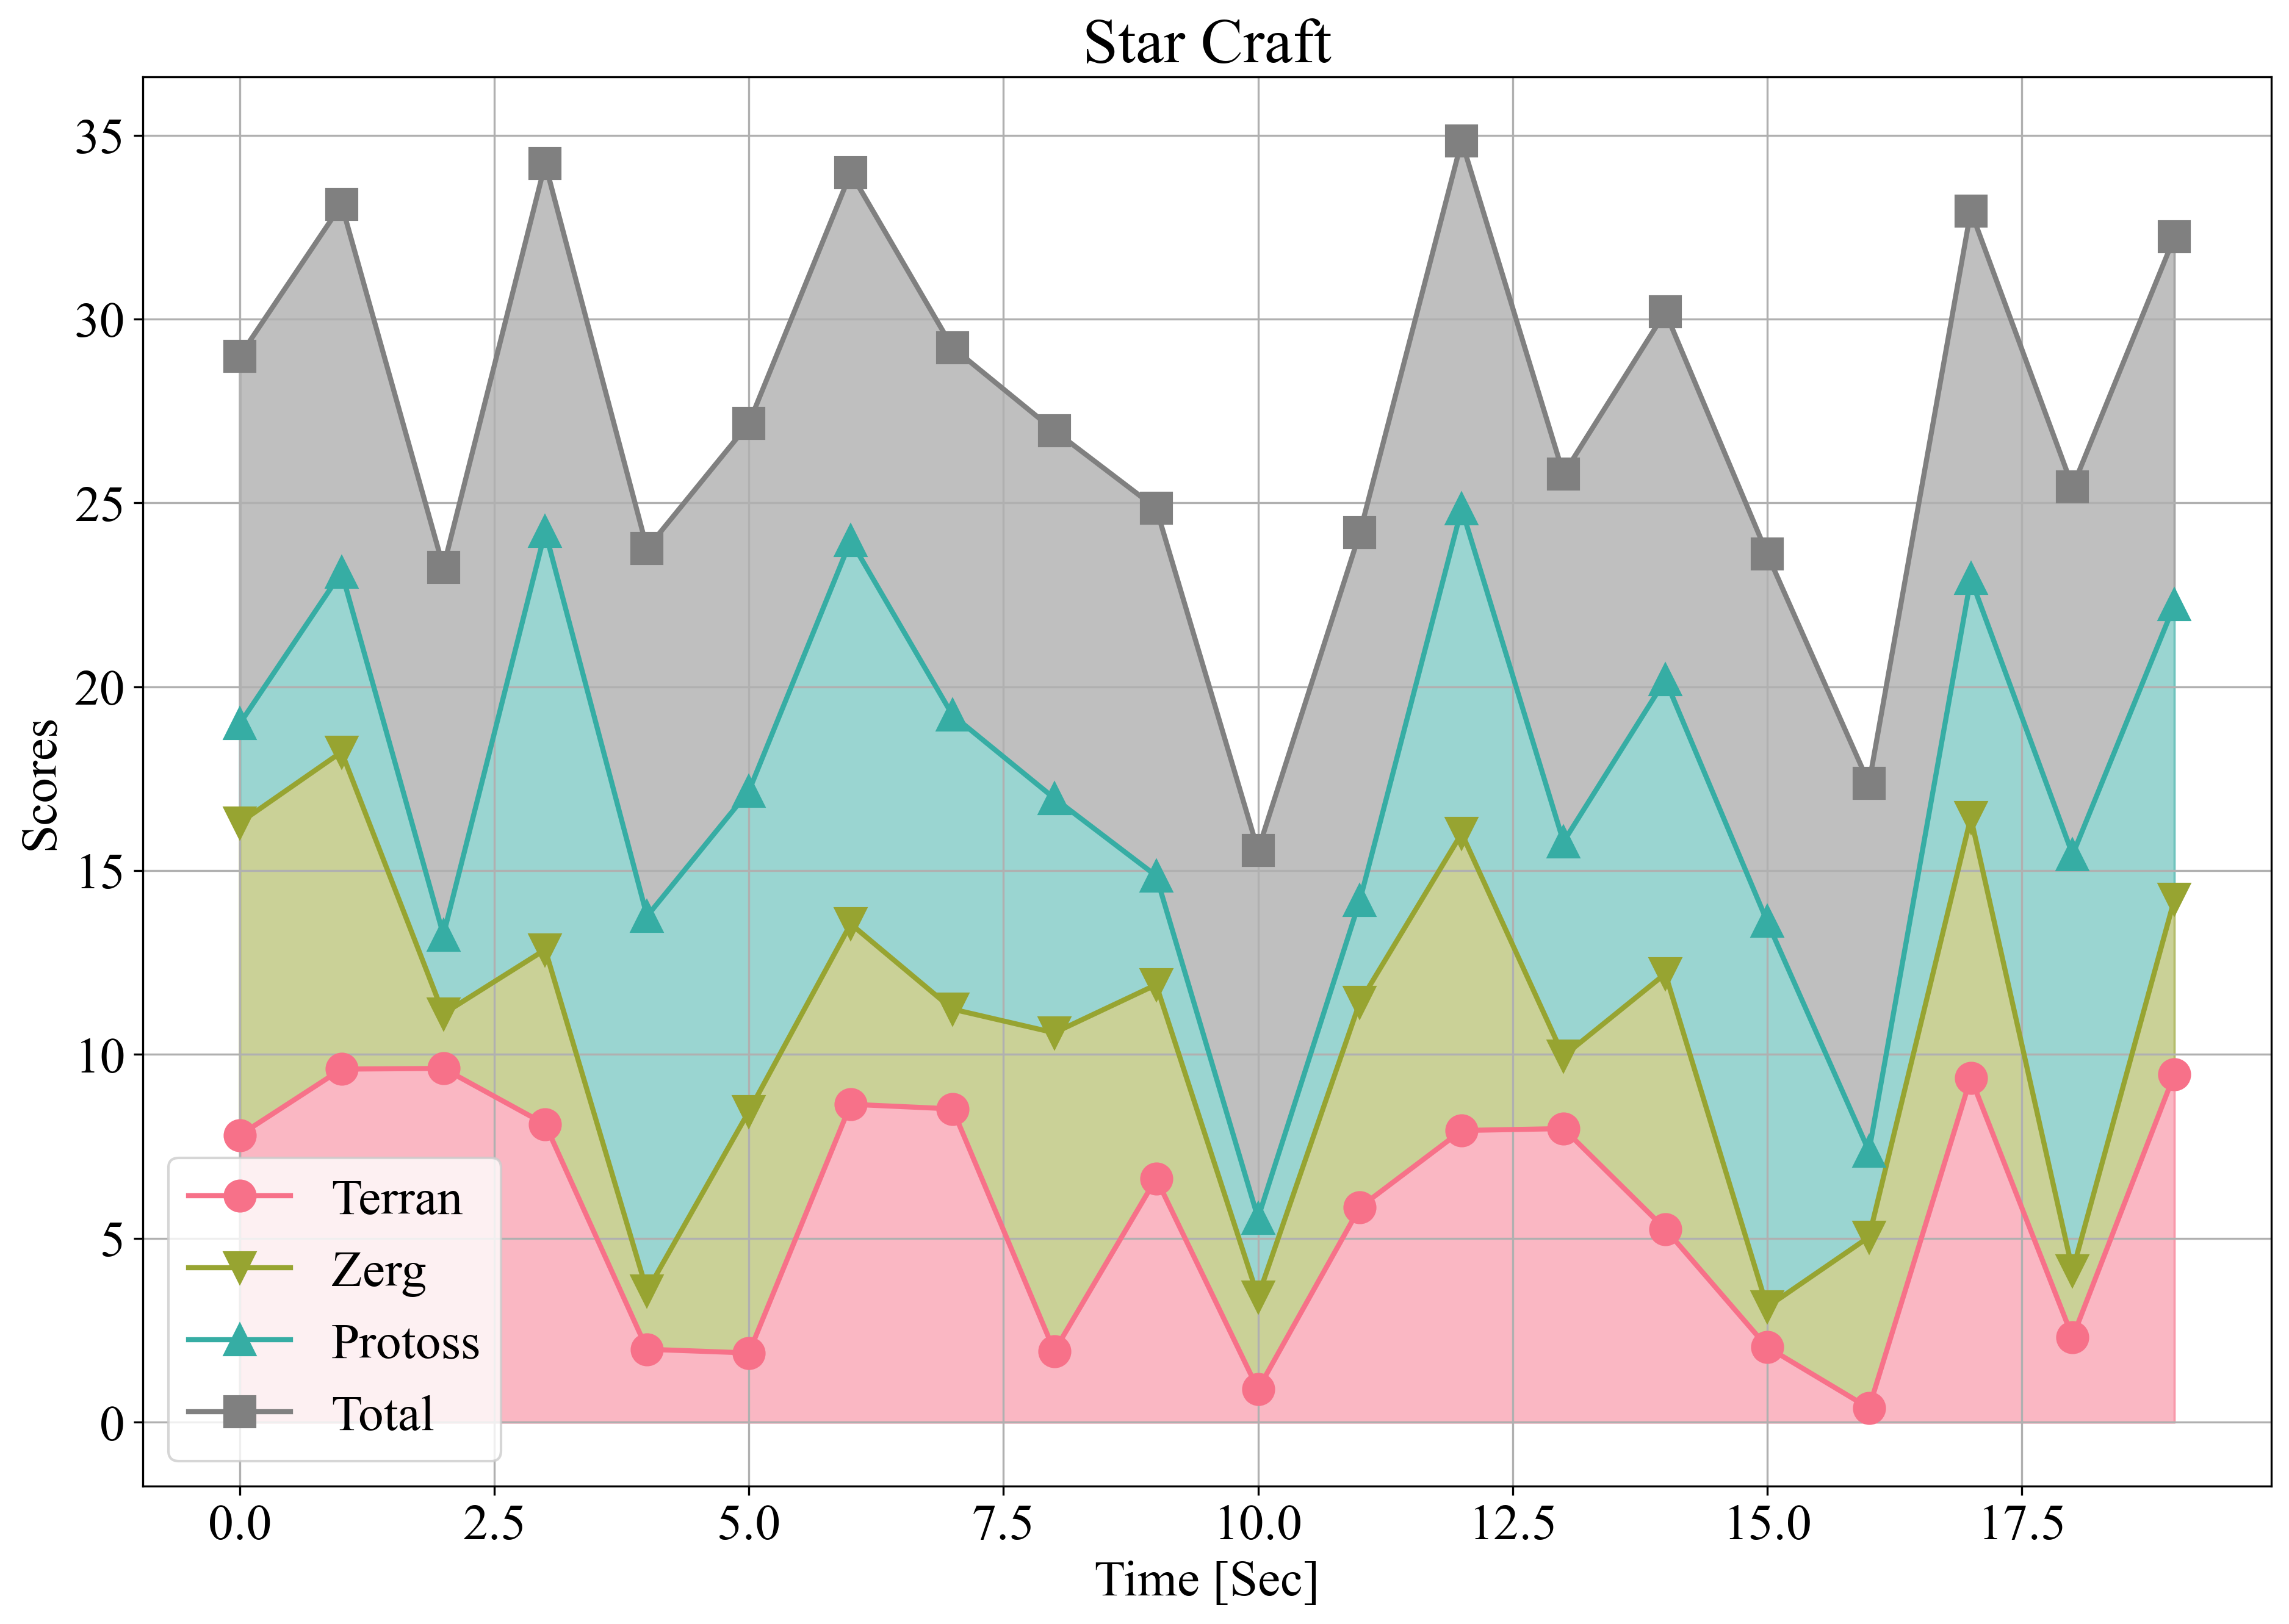 Star Craft
35
30
25
20
15
10
5
0
Scores
Terran
Zerg
Protoss
Total
0.0 2.5 5.0 7.5 10.0 12.5 15.0 17.5
Time [Sec]